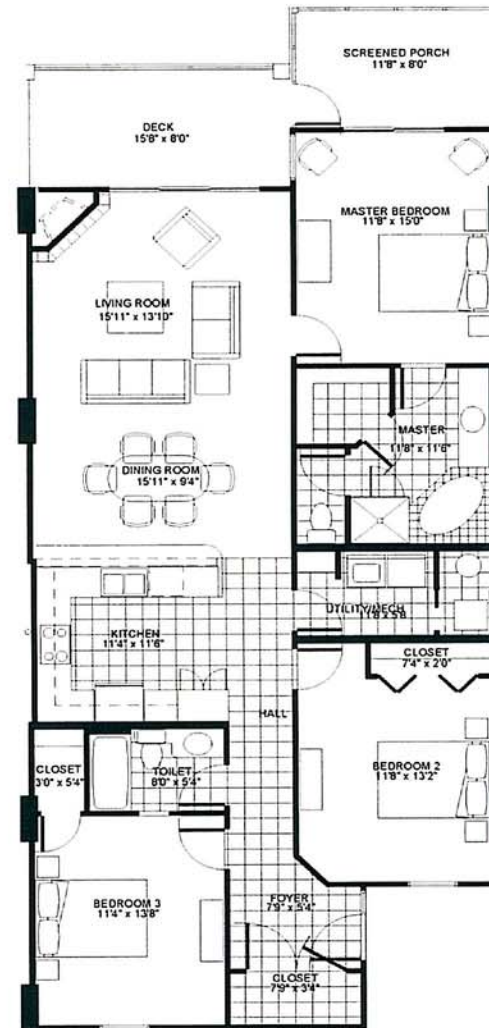 SCREENED PORCH
11'8" x 8'0"
DECK
15'8" x 8'0"
MASTER BEDROOM
11'8" x 15'0"
LIVING ROOM
15'11" x 13'10"
MASTER
11'8" x 11'6"
DINING ROOM
15'11" x 9'4"
UTILITY/MECH
11'8 x 5'8
KITCHEN
11'4" x 11'6"
CLOSET
7'4" x 2'0"
HALL
CLOSET
3'0" x 5'4"
TOILET
8'0" x 5'4"
BEDROOM 2
11'8" x 13'2"
BEDROOM 3
11'4" x 13'8"
FOYER
7'9" x 5'4"
CLOSET
7'9" x 3'4"